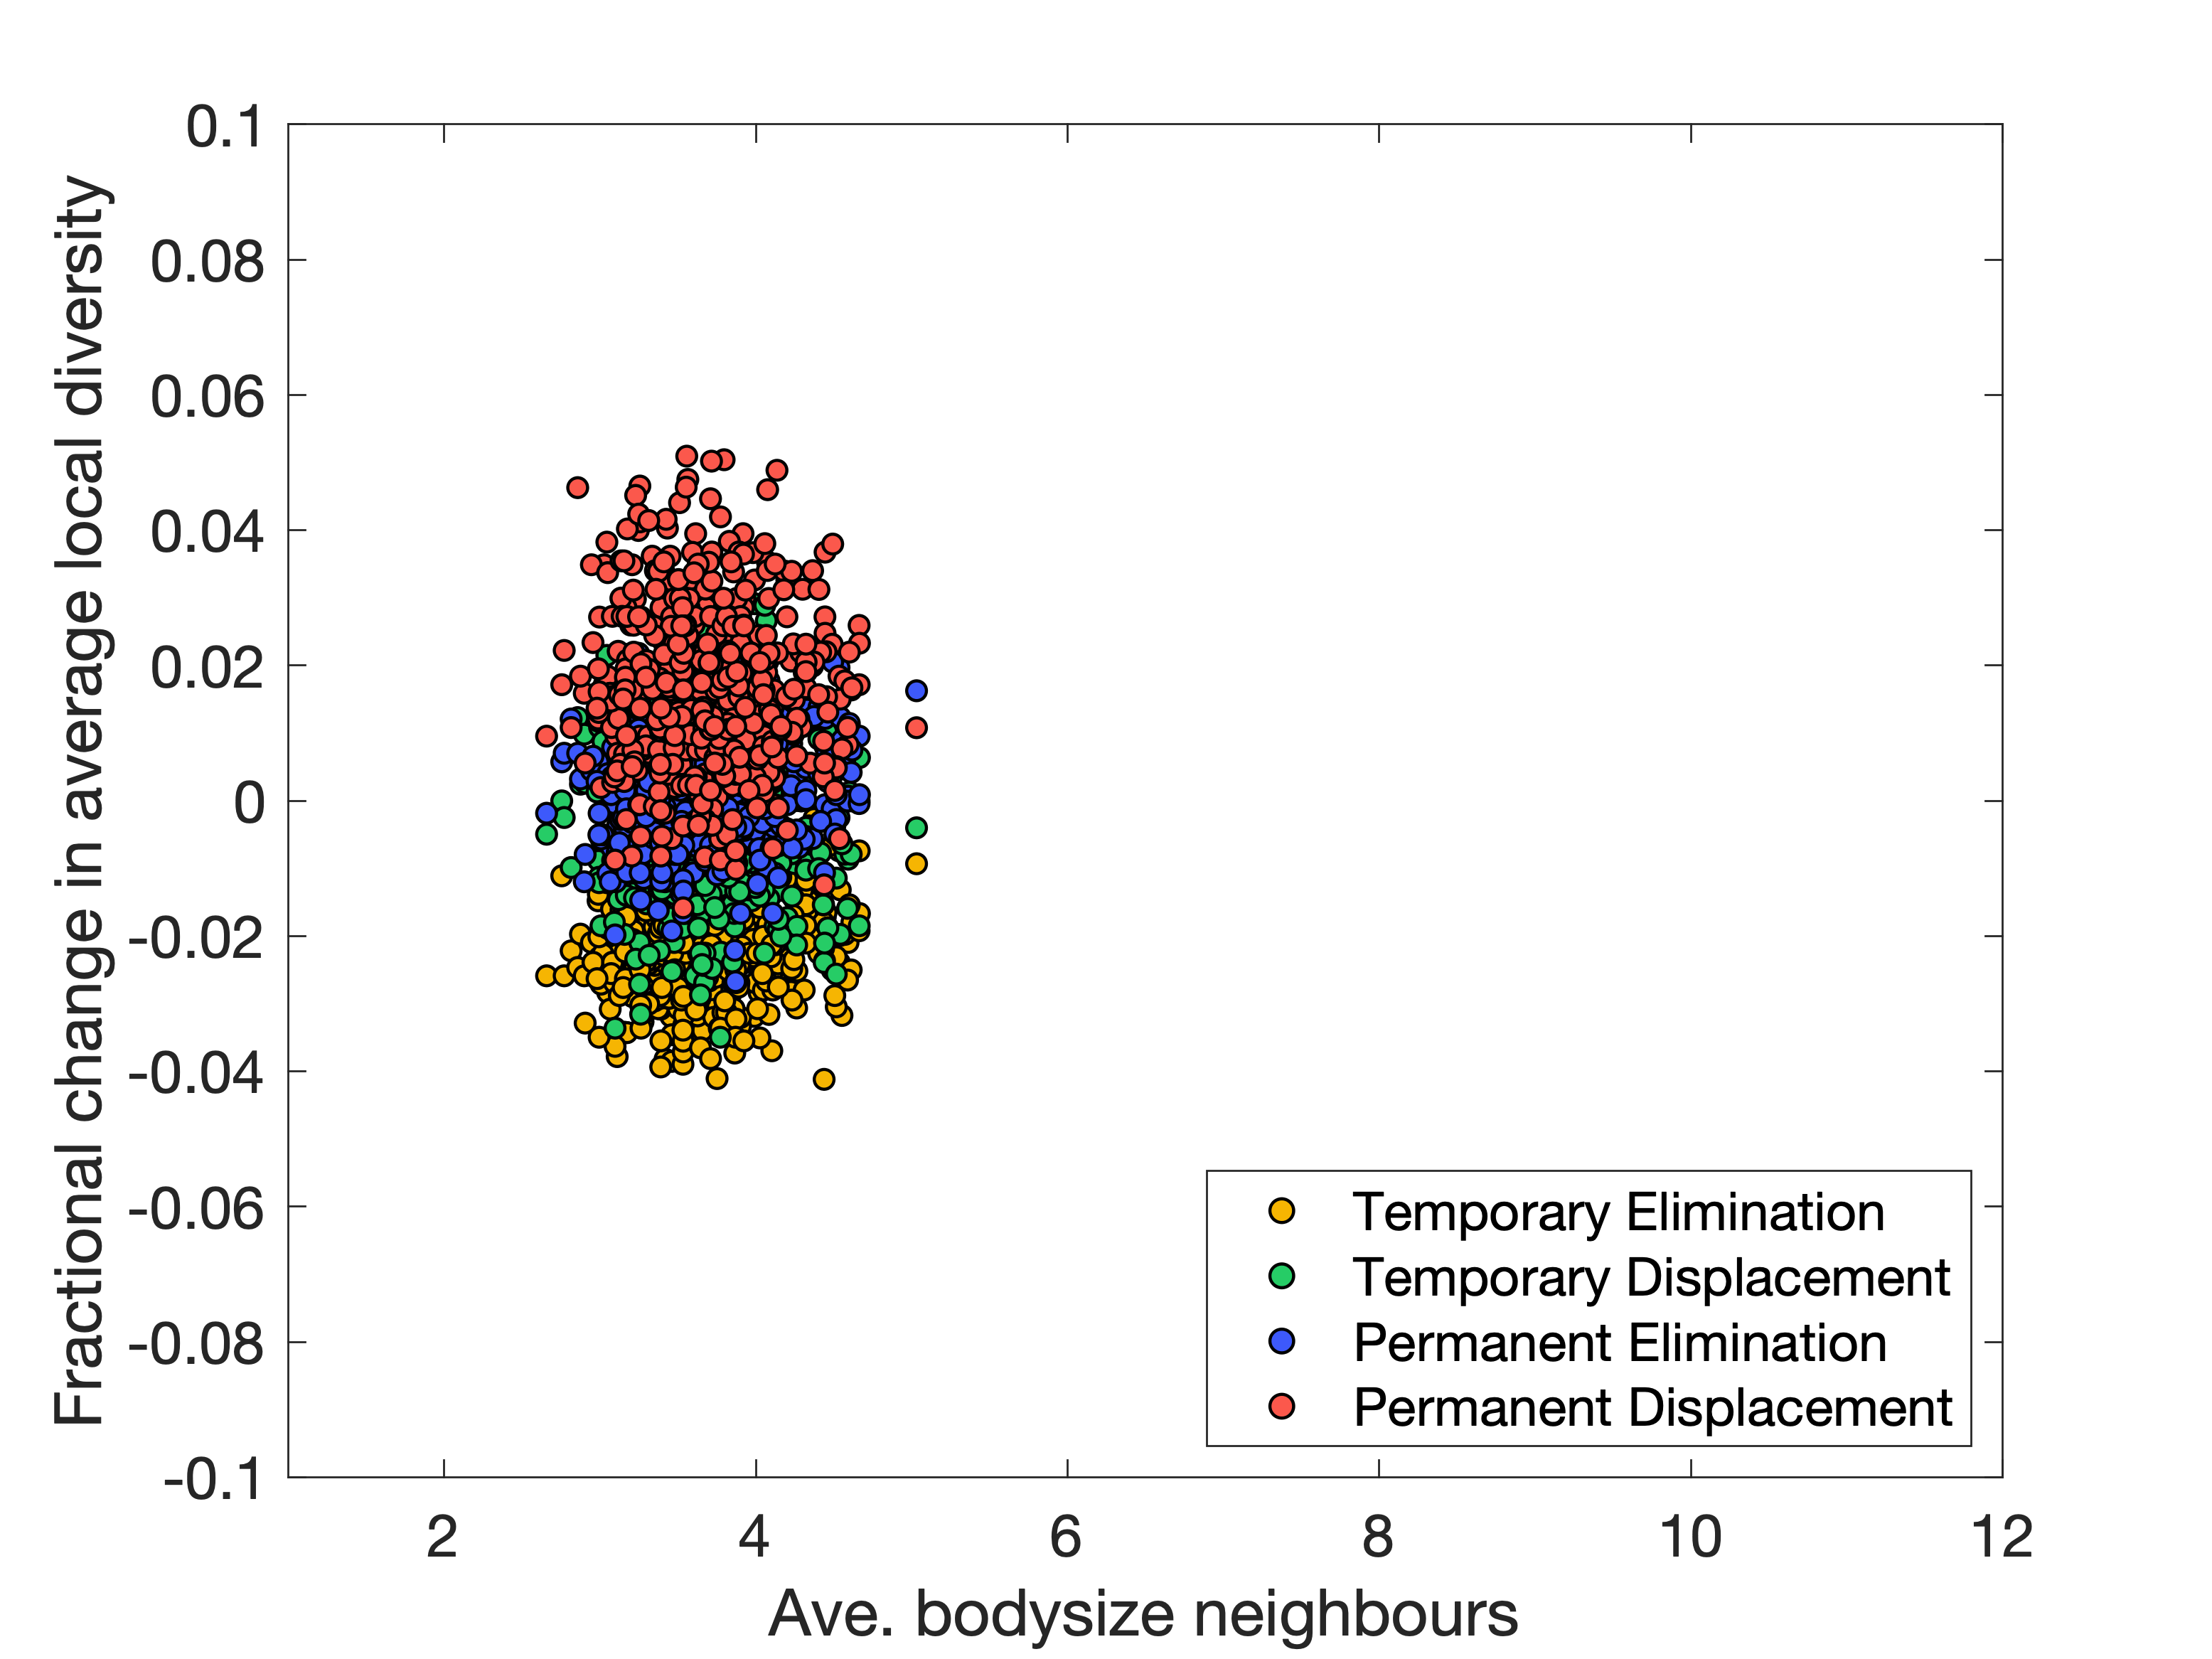 Fractional change in average local diversity
0.1
0.08
0.06
0.04
0.02
0
-0.02
-0.04
-0.06
-0.08
-0.1
Temporary Elimination
Temporary Displacement
Permanent Elimination
Permanent Displacement
2 4 6 8 10 12
Ave. bodysize neighbours